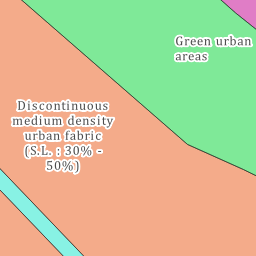 Green urban
areas
Discontinuous
medium density
urban fabric
(S.L. : 30% -
50%)